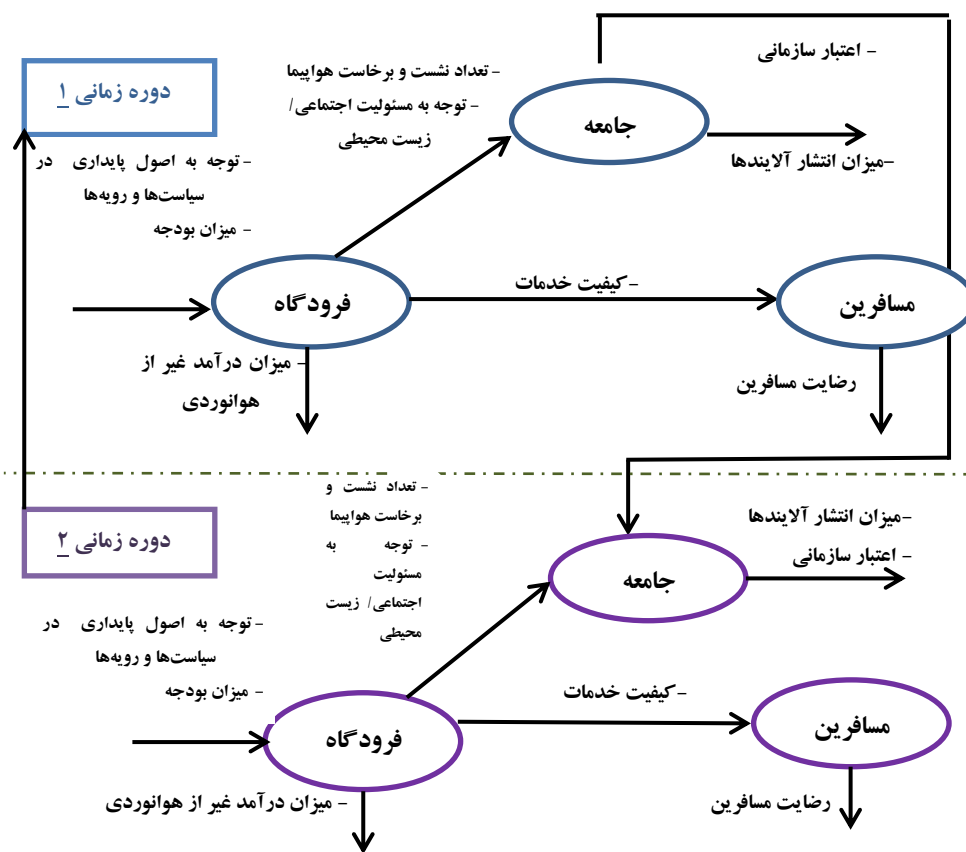 - اعتبار سازمانی
- تعداد نشست و برخاست هواپیما
- توجه به مسئولیت اجتماعی/
زیست محیطی
دوره زمانی ۱
جامعه
-میزان انتشار آلایندها
- توجه به اصول پایداری در
سیاست‌ها و رویه‌ها
- میزان بودجه
فرودگاه
-کیفیت خدمات
مسافرین
- میزان درآمد غیر از
هوانوردی
رضایت مسافرین
- تعداد نشست و
برخاست هواپیما
- توجه به
مسئولیت
اجتماعی/ زیست
محیطی
دوره زمانی ۲
-میزان انتشار آلایندها
- اعتبار سازمانی
جامعه
- توجه به اصول پایداری در
سیاست‌ها و رویه‌ها
- میزان بودجه
فرودگاه
-کیفیت خدمات
مسافرین
- میزان درآمد غیر از هوانوردی
رضایت مسافرین